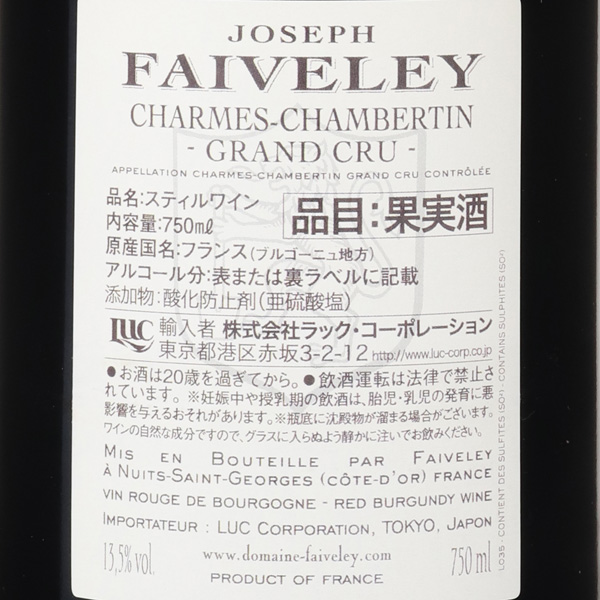 JOSEPH
FAIVELEY
CHARMES-CHAMBERTIN
- GRAND CRU -
APPELLATION CHARMES-CHAMBERTIN GRAND CRU CONTRÔLÉE
品名:スティルワイン
内容量:750mℓ
品目:果実酒
原産国名:フランス(ブルゴーニュ地方)
アルコール分:表または裏ラベルに記載
添加物:酸化防止剤(亜硫酸塩)
LUC 輸入者 株式会社ラック・コーポレーション
東京都港区赤坂3-2-12 http://www.luc-corp.co.jp
●お酒は20歳を過ぎてから。●飲酒運転は法律で禁止さ
れています。※妊娠中や授乳期の飲酒は、胎児・乳児の発育に悪
影響を与えるおそれがあります。※瓶底に沈殿物が溜まる場合がございます。
ワインの自然な成分ですので、グラスに入らぬよう静かに注いでお飲みください。
MIS EN BOUTEILLE PAR FAIVELEY
À NUITS-SAINT-GEORGES (CÔTE-D'OR) FRANCE
VIN ROUGE DE BOURGOGNE - RED BURGUNDY WINE
IMPORTATEUR : LUC CORPORATION, TOKYO, JAPON
13,5% vol. www.domaine-faiveley.com 750 ml
PRODUCT OF FRANCE
L035 - CONTIENT DES SULFITES (SO²) - CONTAINS SULPHITES (SO²)